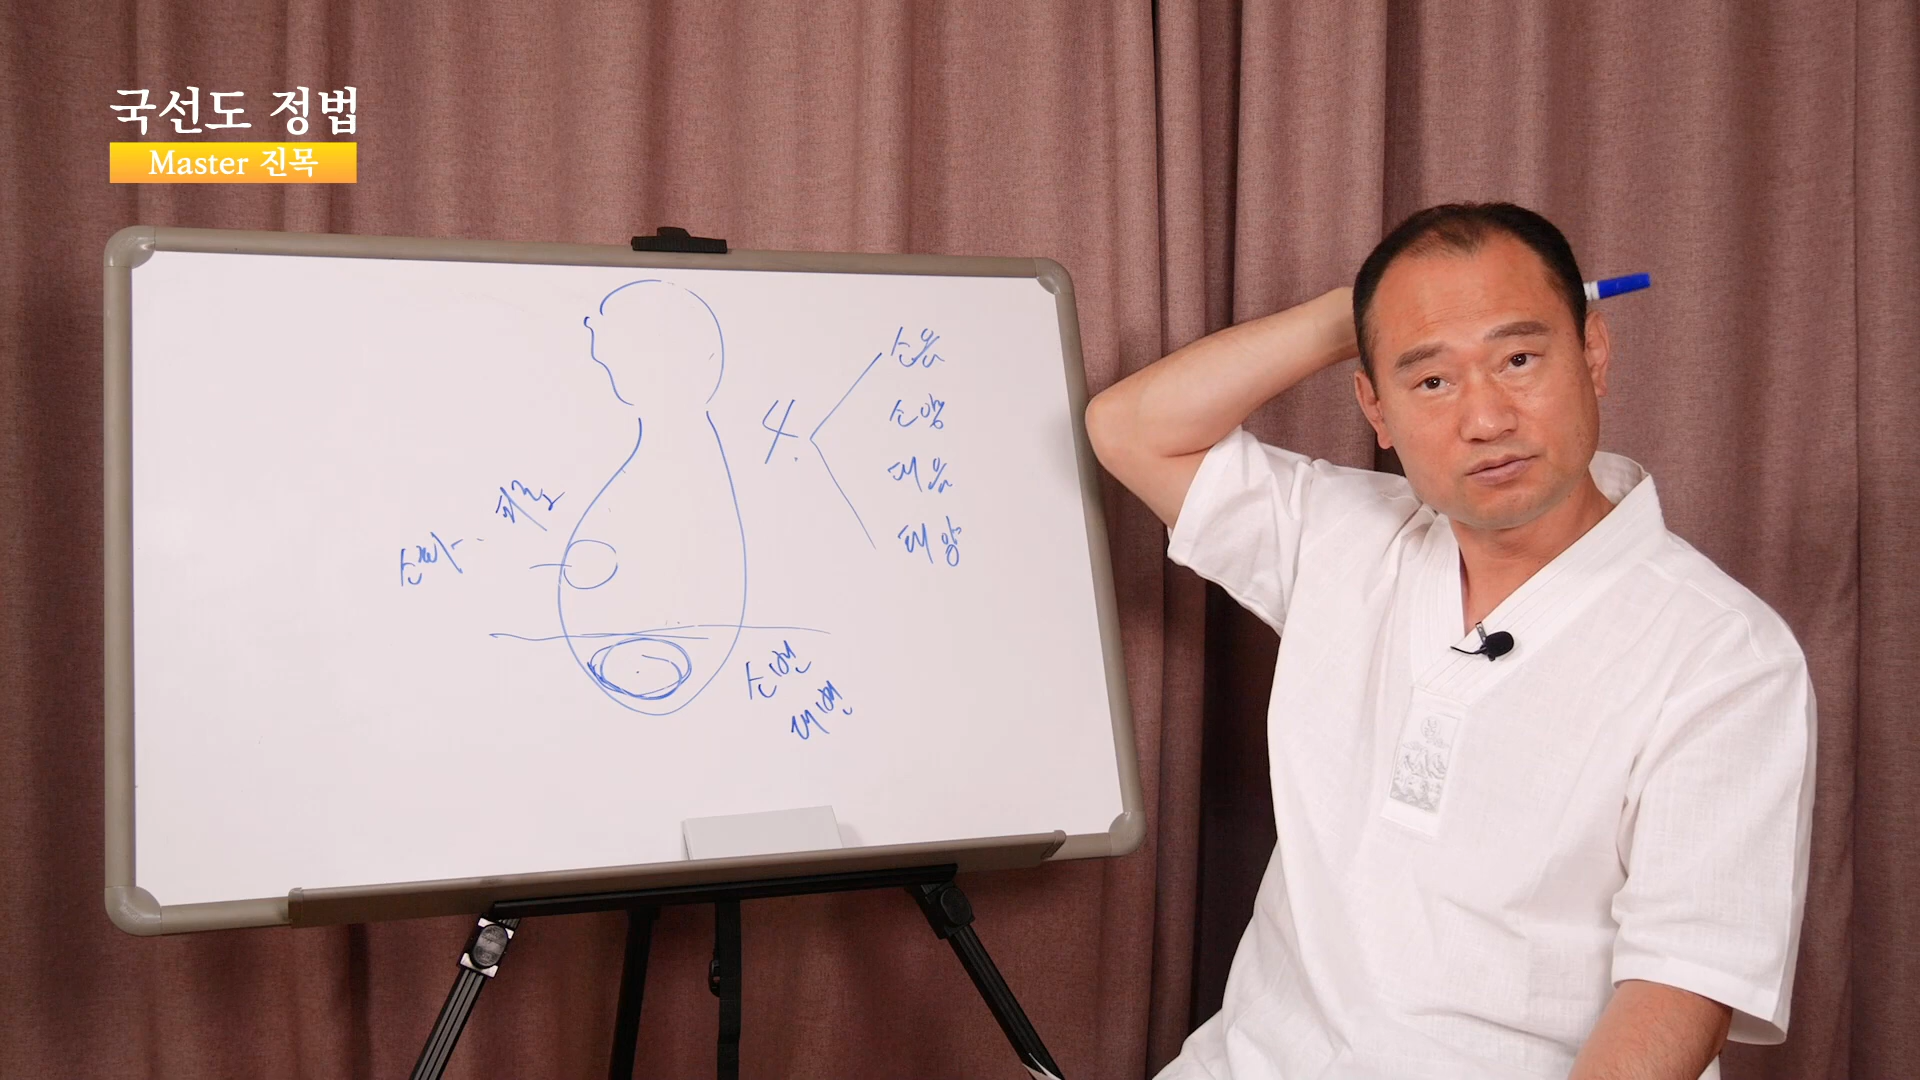 국선도 정법
Master 진목
4.
소음
소양
태음
태양
소변
대변